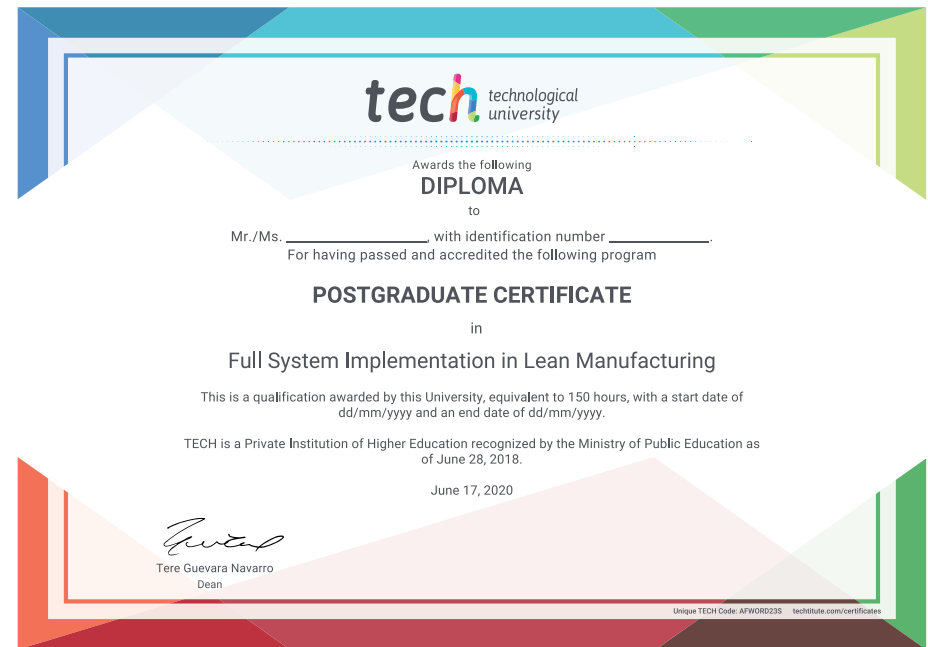 tech technological
university
Awards the following
DIPLOMA
to
Mr./Ms. ____________________, with identification number ______________.
For having passed and accredited the following program
POSTGRADUATE CERTIFICATE
in
Full System Implementation in Lean Manufacturing
This is a qualification awarded by this University, equivalent to 150 hours, with a start date of
dd/mm/yyyy and an end date of dd/mm/yyyy.
TECH is a Private Institution of Higher Education recognized by the Ministry of Public Education as
of June 28, 2018.
June 17, 2020
Tere Guevara Navarro
Dean
Unique TECH Code: AFWORD23S techtitute.com/certificates